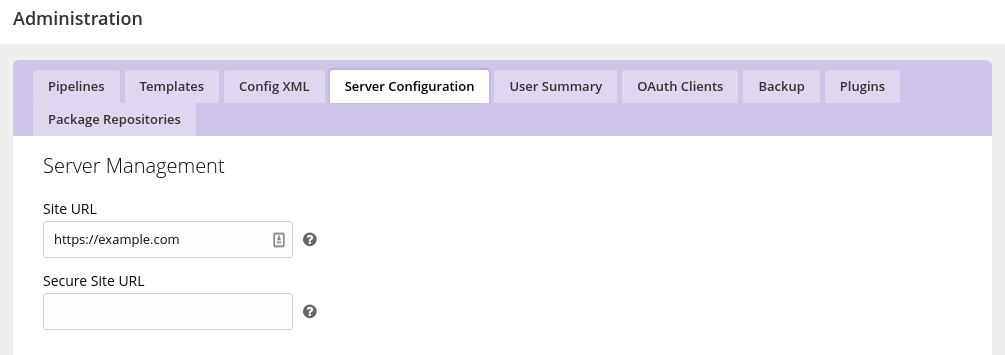 Administration
Pipelines Templates Config XML Server Configuration User Summary OAuth Clients Backup Plugins
Package Repositories
Server Management
Site URL
https://example.com ?
Secure Site URL
?